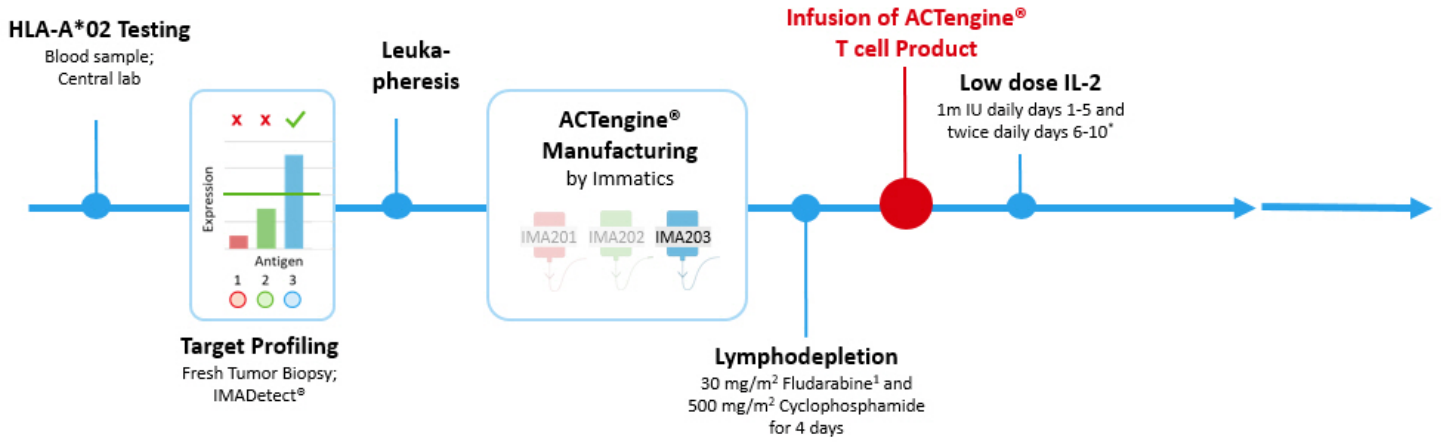 HLA-A*02 Testing
Blood sample;
Central lab
x x
Expression
Antigen
1 2 3
Target Profiling
Fresh Tumor Biopsy;
IMADetect®
Leuka-
pheresis
ACTengine®
Manufacturing
by Immatics
IMA201 IMA202 IMA203
Lymphodepletion
30 mg/m² Fludarabine¹ and
500 mg/m² Cyclophosphamide
for 4 days
Infusion of ACTengine®
T cell Product
Low dose IL-2
1m IU daily days 1-5 and
twice daily days 6-10*